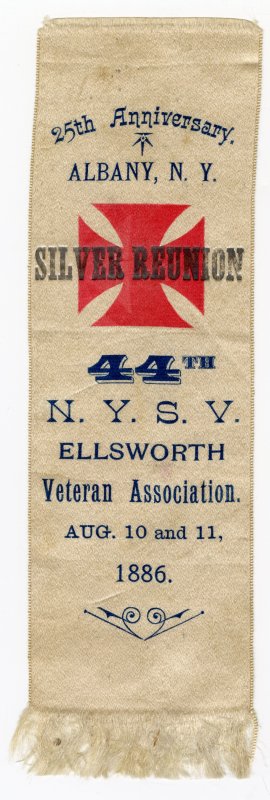 25th Anniversary.
ALBANY, N. Y.
SILVER REUNION
44TH
N. Y. S. V.
ELLSWORTH
Veteran Association.
AUG. 10 and 11,
1886.